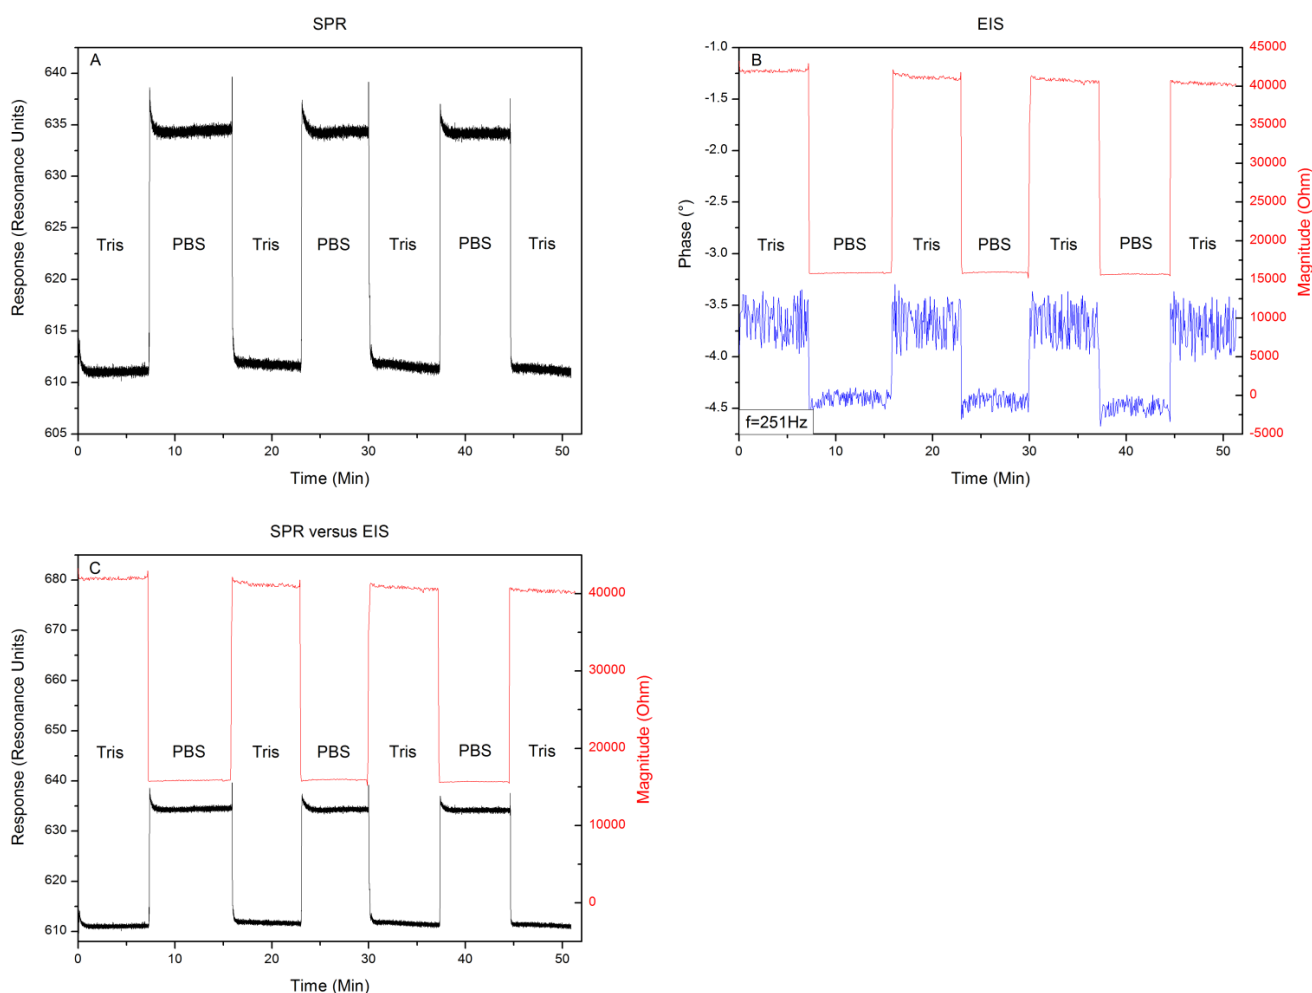 SPR
A
Response (Resonance Units)
640
635
630
625
620
615
610
605
Tris PBS Tris PBS Tris PBS Tris
0 10 20 30 40 50
Time (Min)
EIS
B
Phase (°)
-1.0
-1.5
-2.0
-2.5
-3.0
-3.5
-4.0
-4.5
Tris PBS Tris PBS Tris PBS Tris
f=251Hz
45000
40000
35000
30000
25000
20000
15000
10000
5000
0
-5000
Magnitude (Ohm)
0 10 20 30 40 50
Time (Min)
SPR versus EIS
C
Response (Resonance Units)
680
670
660
650
640
630
620
610
Tris PBS Tris PBS Tris PBS Tris
40000
30000
20000
10000
0
Magnitude (Ohm)
0 10 20 30 40 50
Time (Min)